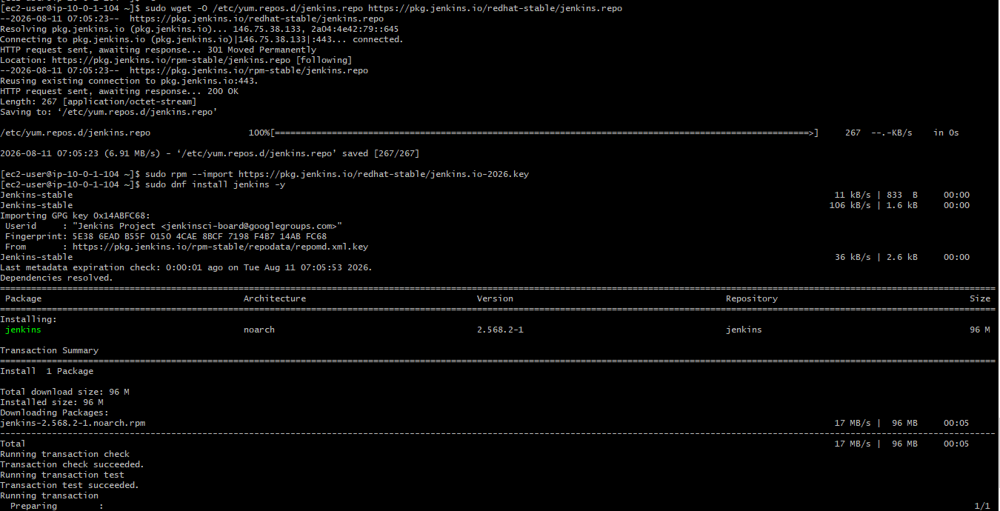 [ec2-user@ip-10-0-1-104 ~]$ sudo wget -O /etc/yum.repos.d/jenkins.repo https://pkg.jenkins.io/redhat-stable/jenkins.repo
--2026-08-11 07:05:23--  https://pkg.jenkins.io/redhat-stable/jenkins.repo
Resolving pkg.jenkins.io (pkg.jenkins.io)... 146.75.38.133, 2a04:4e42:79::645
Connecting to pkg.jenkins.io (pkg.jenkins.io)|146.75.38.133|:443... connected.
HTTP request sent, awaiting response... 301 Moved Permanently
Location: https://pkg.jenkins.io/rpm-stable/jenkins.repo [following]
--2026-08-11 07:05:23--  https://pkg.jenkins.io/rpm-stable/jenkins.repo
Reusing existing connection to pkg.jenkins.io:443.
HTTP request sent, awaiting response... 200 OK
Length: 267 [application/octet-stream]
Saving to: ‘/etc/yum.repos.d/jenkins.repo’
/etc/yum.repos.d/jenkins.repo 100%[=====================================================================================================>] 267 --.-KB/s in 0s
2026-08-11 07:05:23 (6.91 MB/s) - ‘/etc/yum.repos.d/jenkins.repo’ saved [267/267]
[ec2-user@ip-10-0-1-104 ~]$ sudo rpm --import https://pkg.jenkins.io/redhat-stable/jenkins.io-2026.key
[ec2-user@ip-10-0-1-104 ~]$ sudo dnf install jenkins -y
Jenkins-stable 11 kB/s | 833 B 00:00
Jenkins-stable 106 kB/s | 1.6 kB 00:00
Importing GPG key 0x14ABFC68:
Userid     : "Jenkins Project <jenkinsci-board@googlegroups.com>"
Fingerprint: 5E38 6EAD B55F 0150 4CAE 8BCF 7198 F4B7 14AB FC68
From       : https://pkg.jenkins.io/rpm-stable/repodata/repomd.xml.key
Jenkins-stable 36 kB/s | 2.6 kB 00:00
Last metadata expiration check: 0:00:01 ago on Tue Aug 11 07:05:53 2026.
Dependencies resolved.
Package Architecture Version Repository Size
Installing:
jenkins noarch 2.568.2-1 jenkins 96 M
Transaction Summary
Install  1 Package
Total download size: 96 M
Installed size: 96 M
Downloading Packages:
jenkins-2.568.2-1.noarch.rpm 17 MB/s | 96 MB 00:05
Total 17 MB/s | 96 MB 00:05
Running transaction check
Transaction check succeeded.
Running transaction test
Transaction test succeeded.
Running transaction
Preparing        : 1/1